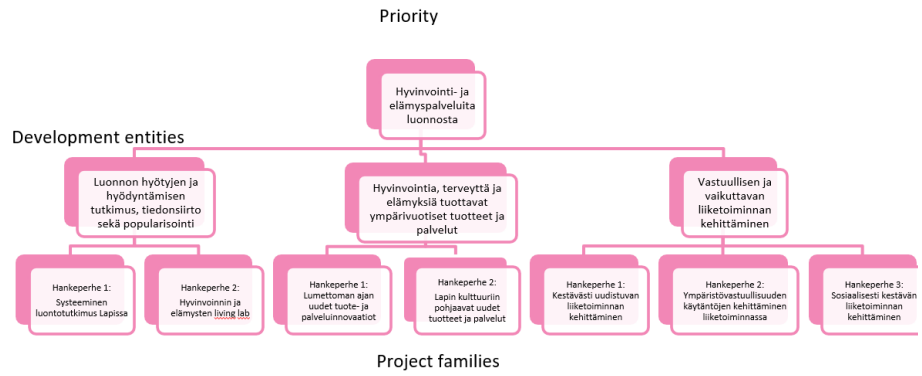 Priority
Hyvinvointi- ja
elämyspalveluita
luonnosta
Development entities
Luonnon hyötyjen ja
hyödyntämisen
tutkimus, tiedonsiirto
sekä popularisointi
Hyvinvointia, terveyttä ja
elämyksiä tuottavat
ympärivuotiset tuotteet ja
palvelut
Vastuullisen ja
vaikuttavan
liiketoiminnan
kehittäminen
Hankeperhe 1:
Systeeminen
luontotutkimus Lapissa
Hankeperhe 2:
Hyvinvoinnin ja
elämysten living lab
Hankeperhe 1:
Lumettoman ajan
uudet tuote- ja
palveluinnovaatiot
Hankeperhe 2:
Lapin kulttuuriin
pohjaavat uudet
tuotteet ja palvelut
Hankeperhe 1:
Kestävästi uudistuvan
liiketoiminnan
kehittäminen
Hankeperhe 2:
Ympäristövastuullisuuden
käytäntöjen kehittäminen
liiketoiminnassa
Hankeperhe 3:
Sosiaalisesti kestävän
liiketoiminnan
kehittäminen
Project families